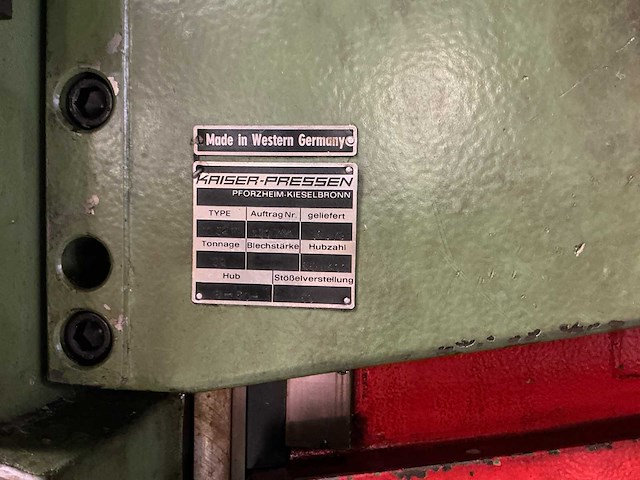 Made in Western Germany
KAISER-PRESSEN
PFORZHEIM-KIESELBRONN
TYPE Auftrag Nr. geliefert
Tonnage Blechstärke Hubzahl
Hub Stößelverstellung